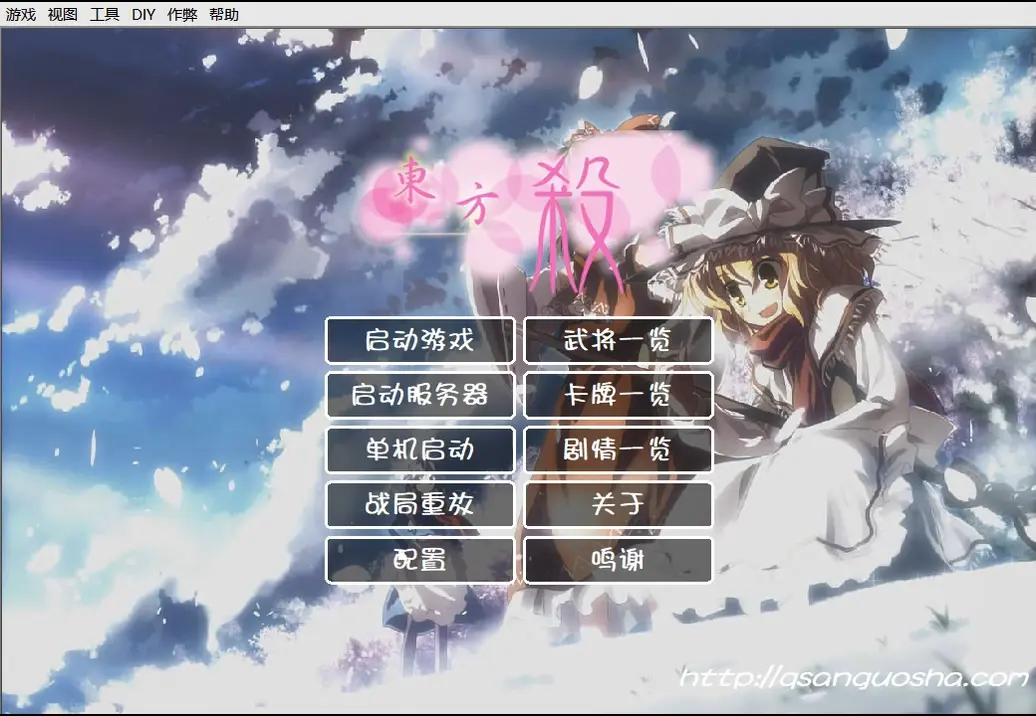 游戏 视图 工具 DIY 作弊 帮助
東方殺
启动游戏 武将一览
启动服务器 卡牌一览
单机启动 剧情一览
战局重放 关于
配置 鸣谢
http://qsanguosha.com